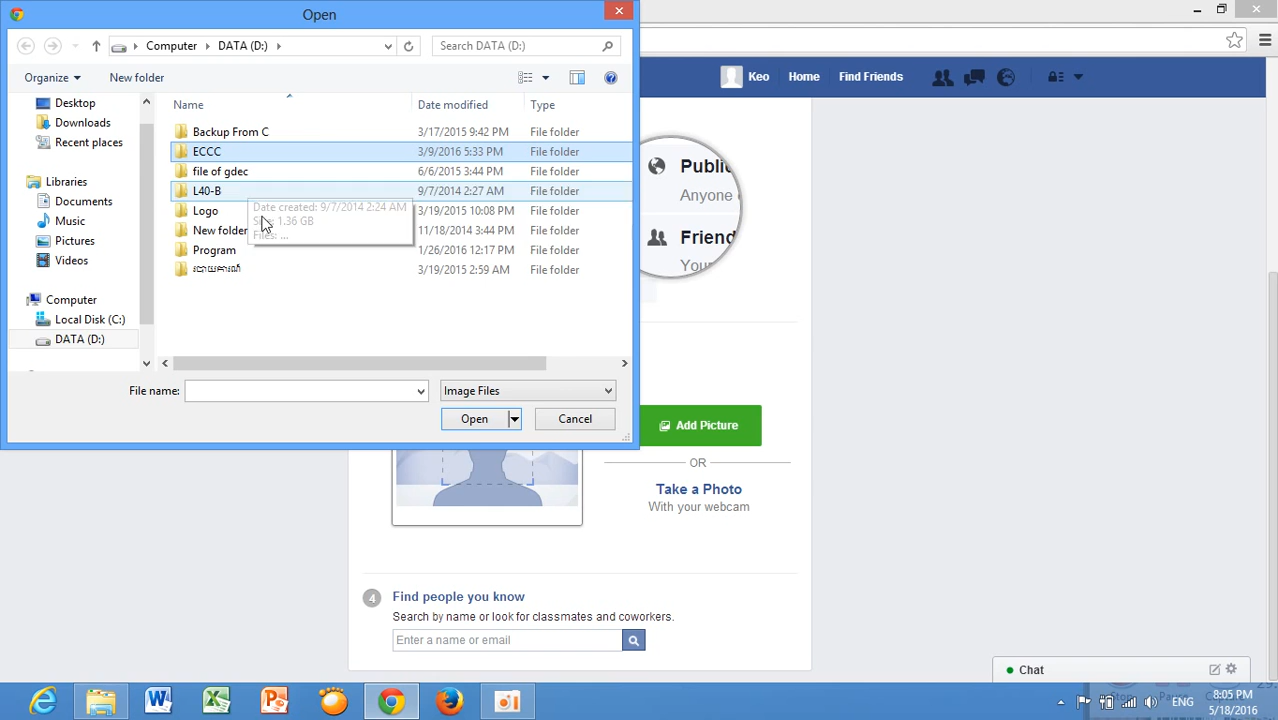 Open
Computer
DATA (D:)
Search DATA (D:)
Organize
New folder
Desktop
Downloads
Recent places
Libraries
Documents
Music
Pictures
Videos
Computer
Local Disk (C:)
DATA (D:)
Name Date modified Type
Backup From C 3/17/2015 9:42 PM File folder
ECCC 3/9/2016 5:33 PM File folder
file of gdec 6/6/2015 3:44 PM File folder
L40-B 9/7/2014 2:27 AM File folder
Logo 3/19/2015 10:08 PM File folder
New folder 11/18/2014 3:44 PM File folder
Program 1/26/2016 12:17 PM File folder
3/19/2015 2:59 AM File folder
Date created: 9/7/2014 2:24 AM
1.36 GB
Files: ...
File name:
Image Files
Open
Cancel
Keo Home Find Friends
Public
Anyone
Friend
You
Add Picture
OR
Take a Photo
With your webcam
4 Find people you know
Search by name or look for classmates and coworkers.
Enter a name or email
Chat
ENG
8:05 PM
5/18/2016